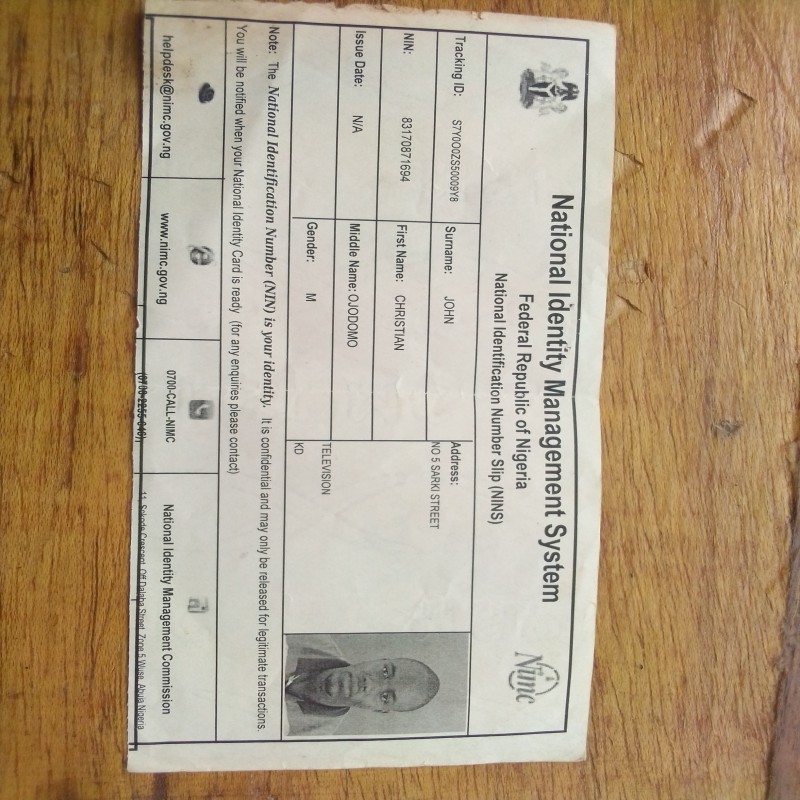 National Identity Management System
Federal Republic of Nigeria
National Identification Number Slip (NINS)
Nimc
Tracking ID: S7Y0O0ZS50009Y8
Surname: JOHN
Address:
NO 5 SARKI STREET
NIN: 83170871694
First Name: CHRISTIAN
Issue Date: N/A
Middle Name: OJODOMO
TELEVISION
Gender: M
KD
Note: The National Identification Number (NIN) is your identity. It is confidential and may only be released for legitimate transactions.
You will be notified when your National Identity Card is ready (for any enquiries please contact)
helpdesk@nimc.gov.ng
www.nimc.gov.ng
0700-CALL-NIMC
(0700-2255-646)
National Identity Management Commission
11, Sokode Crescent, Off Dalaba Street, Zone 5 Wuse, Abuja Nigeria